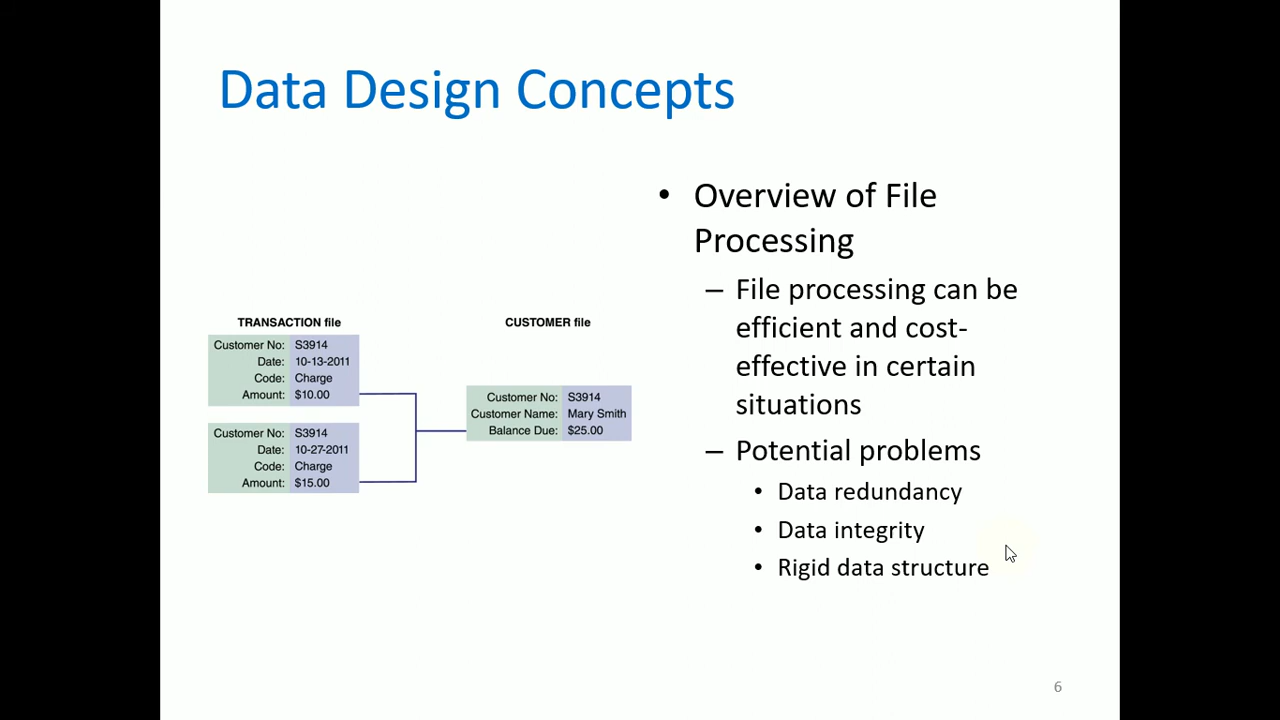 Data Design Concepts
• Overview of File
Processing
– File processing can be
efficient and cost-
effective in certain
situations
– Potential problems
• Data redundancy
• Data integrity
• Rigid data structure
TRANSACTION file
Customer No: S3914
Date: 10-13-2011
Code: Charge
Amount: $10.00
Customer No: S3914
Date: 10-27-2011
Code: Charge
Amount: $15.00
CUSTOMER file
Customer No: S3914
Customer Name: Mary Smith
Balance Due: $25.00
6